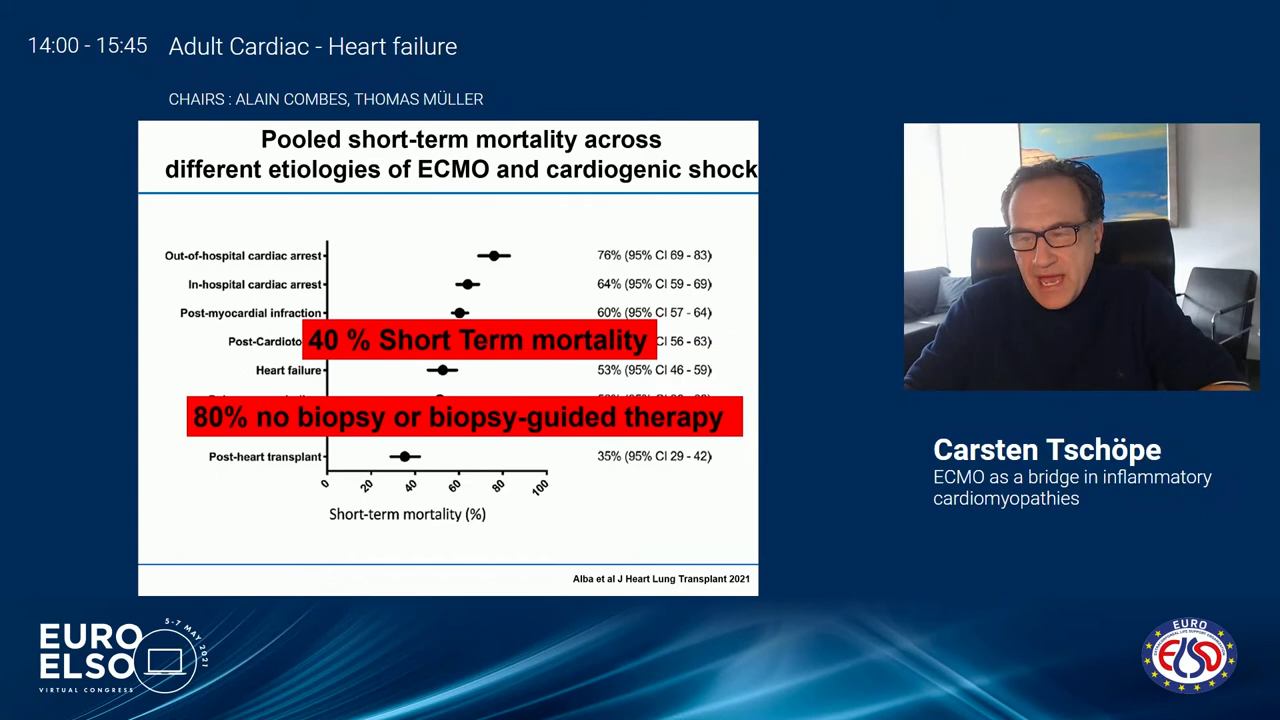 14:00 - 15:45 Adult Cardiac - Heart failure
CHAIRS : ALAIN COMBES, THOMAS MÜLLER
Pooled short-term mortality across
different etiologies of ECMO and cardiogenic shock
Out-of-hospital cardiac arrest 76% (95% CI 69 - 83)
In-hospital cardiac arrest 64% (95% CI 59 - 69)
Post-myocardial infraction 60% (95% CI 57 - 64)
40 % Short Term mortality CI 56 - 63)
Heart failure 53% (95% CI 46 - 59)
80% no biopsy or biopsy-guided therapy
Post-heart transplant 35% (95% CI 29 - 42)
0 20 40 60 80 100
Short-term mortality (%)
Alba et al J Heart Lung Transplant 2021
Carsten Tschöpe
ECMO as a bridge in inflammatory
cardiomyopathies
EURO
ELSO
VIRTUAL CONGRESS
5-7 MAY 2021
EURO
ELSO